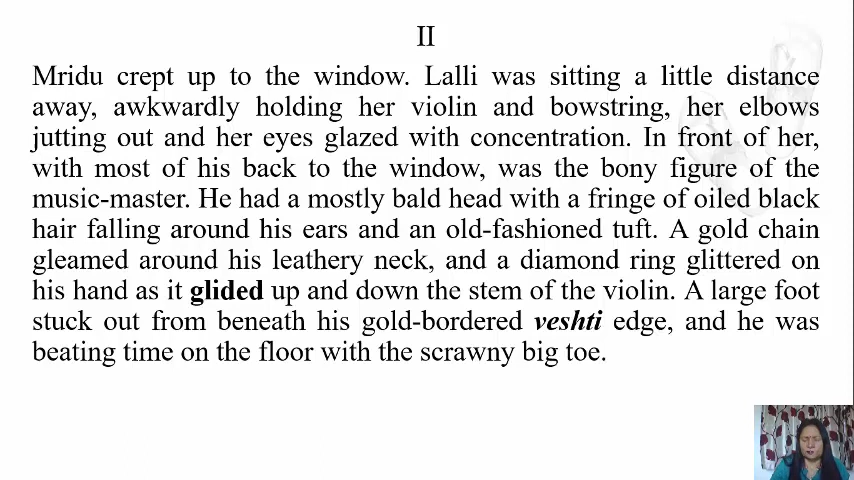 II
Mridu crept up to the window. Lalli was sitting a little distance
away, awkwardly holding her violin and bowstring, her elbows
jutting out and her eyes glazed with concentration. In front of her,
with most of his back to the window, was the bony figure of the
music-master. He had a mostly bald head with a fringe of oiled black
hair falling around his ears and an old-fashioned tuft. A gold chain
gleamed around his leathery neck, and a diamond ring glittered on
his hand as it glided up and down the stem of the violin. A large foot
stuck out from beneath his gold-bordered veshti edge, and he was
beating time on the floor with the scrawny big toe.